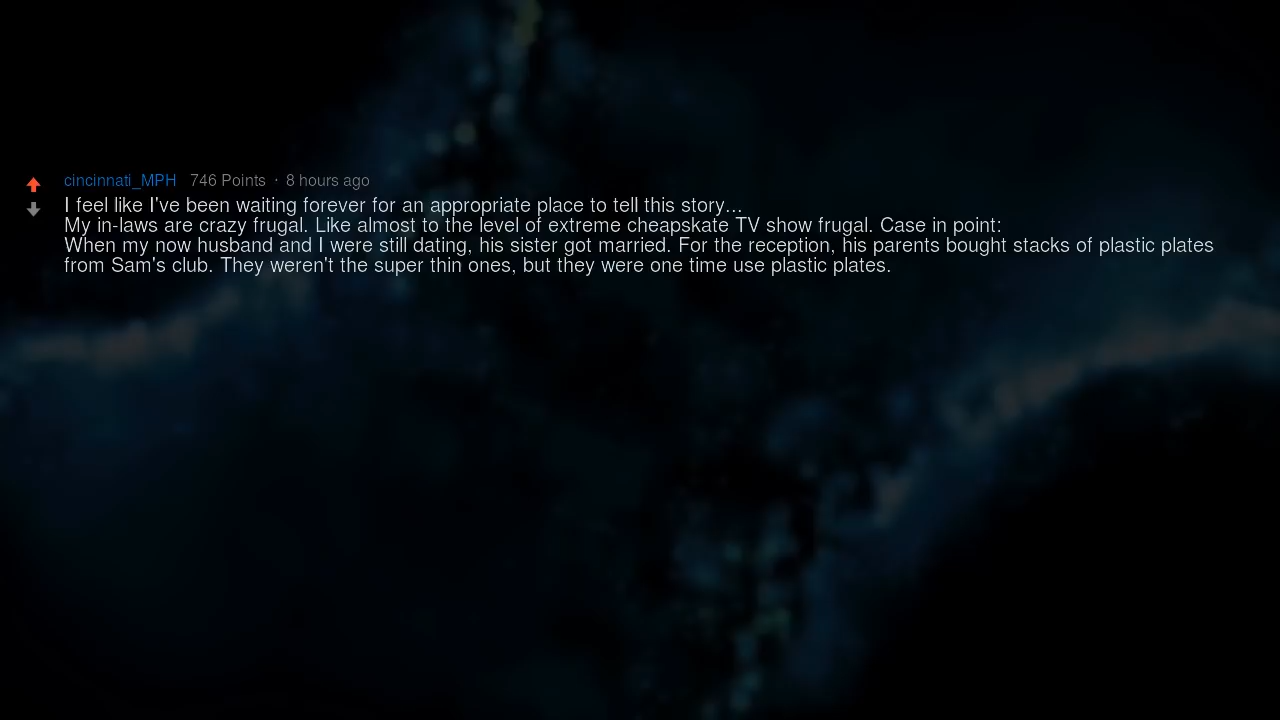 cincinnati_MPH 746 Points · 8 hours ago
I feel like I've been waiting forever for an appropriate place to tell this story...
My in-laws are crazy frugal. Like almost to the level of extreme cheapskate TV show frugal. Case in point:
When my now husband and I were still dating, his sister got married. For the reception, his parents bought stacks of plastic plates
from Sam's club. They weren't the super thin ones, but they were one time use plastic plates.